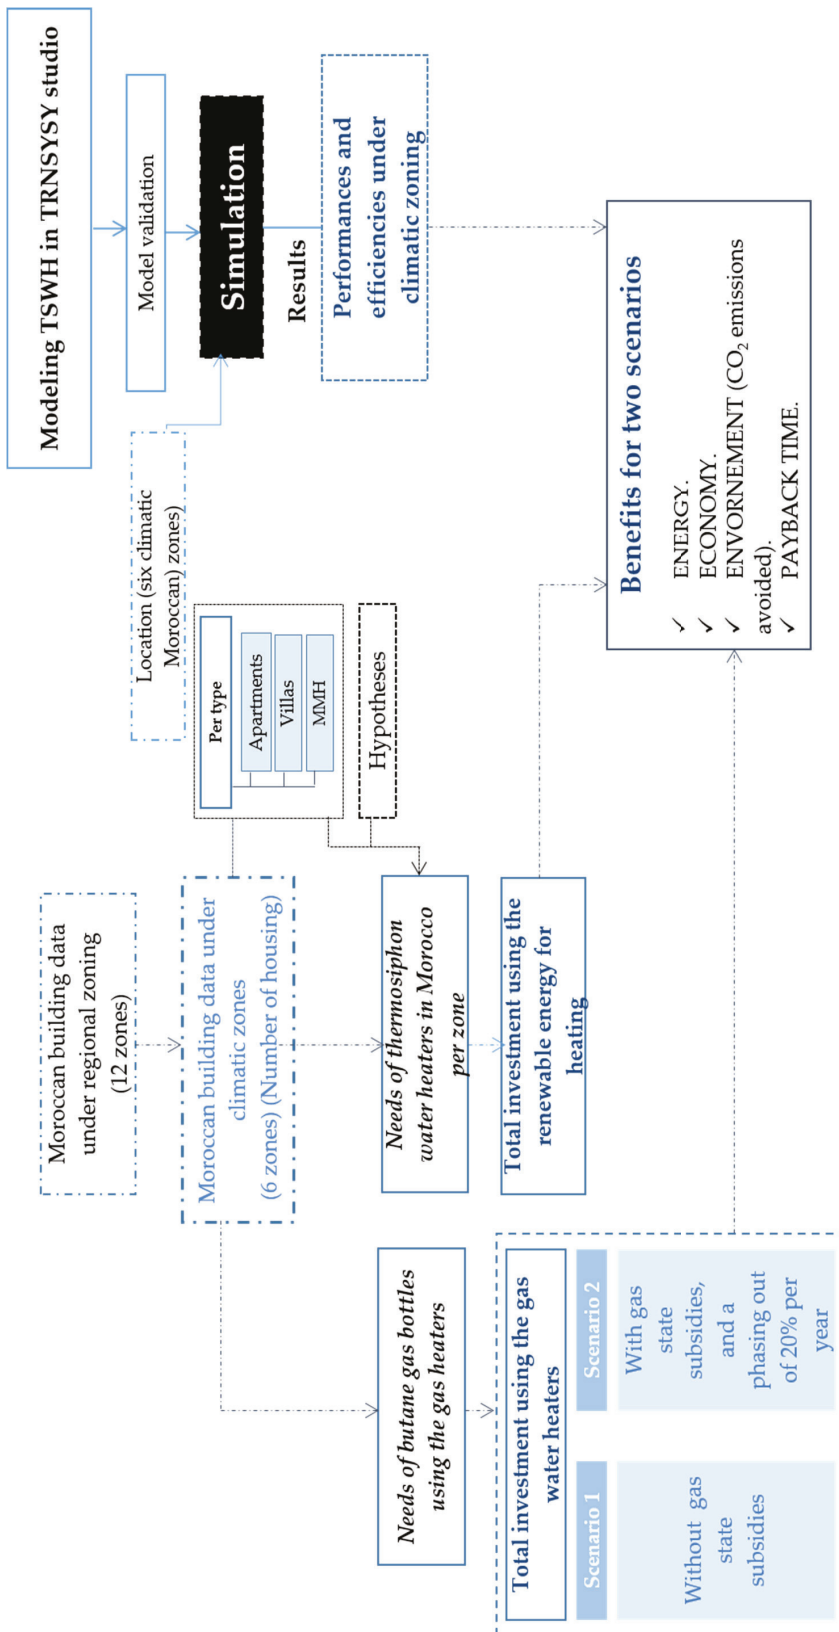 Modeling TSWH in TRNSYSY studio
Model validation
Simulation
Results
Performances and
efficiencies under
climatic zoning
Location (six climatic
Moroccan) zones)
Moroccan building data
under regional zoning
(12 zones)
Moroccan building data under
climatic zones
(6 zones) (Number of housing)
Per type
Apartments
Villas
MMH
Hypotheses
Needs of thermosiphon
water heaters in Morocco
per zone
Total investment using the
renewable energy for
heating
Needs of butane gas bottles
using the gas heaters
Total investment using the gas
water heaters
Scenario 1
Without gas
state
subsidies
Scenario 2
With gas
state
subsidies,
and a
phasing out
of 20% per
year
Benefits for two scenarios
✓ ENERGY.
✓ ECONOMY.
✓ ENVORNEMENT (CO₂ emissions
avoided).
✓ PAYBACK TIME.